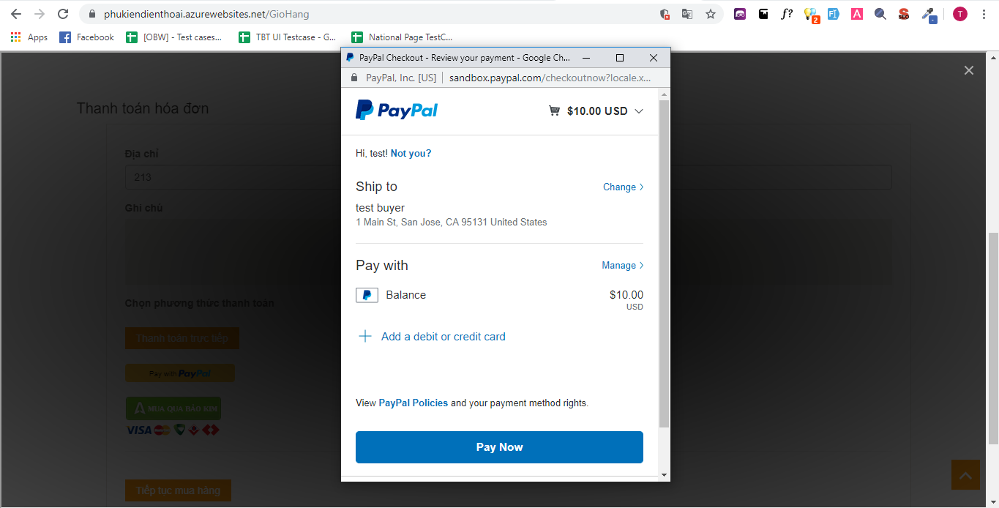 phukiendienthoai.azurewebsites.net/GioHang
f?
2
FI
A
SEO
-
T
Apps
Facebook
[OBW] - Test cases...
TBT UI Testcase - G...
National Page TestC...
PayPal Checkout - Review your payment - Google Ch...
PayPal, Inc. [US]
sandbox.paypal.com/checkoutnow?locale.x...
PayPal
$10.00 USD
Hi, test! Not you?
Ship to
Change
test buyer
1 Main St, San Jose, CA 95131 United States
Pay with
Manage
Balance
$10.00
USD
Add a debit or credit card
View PayPal Policies and your payment method rights.
Pay Now
Thanh toán hóa đơn
Địa chỉ
213
Ghi chú
Chọn phương thức thanh toán
Thanh toán trực tiếp
Pay with PayPal
MUA QUA BẢO KIM
VISA
Tiếp tục mua hàng